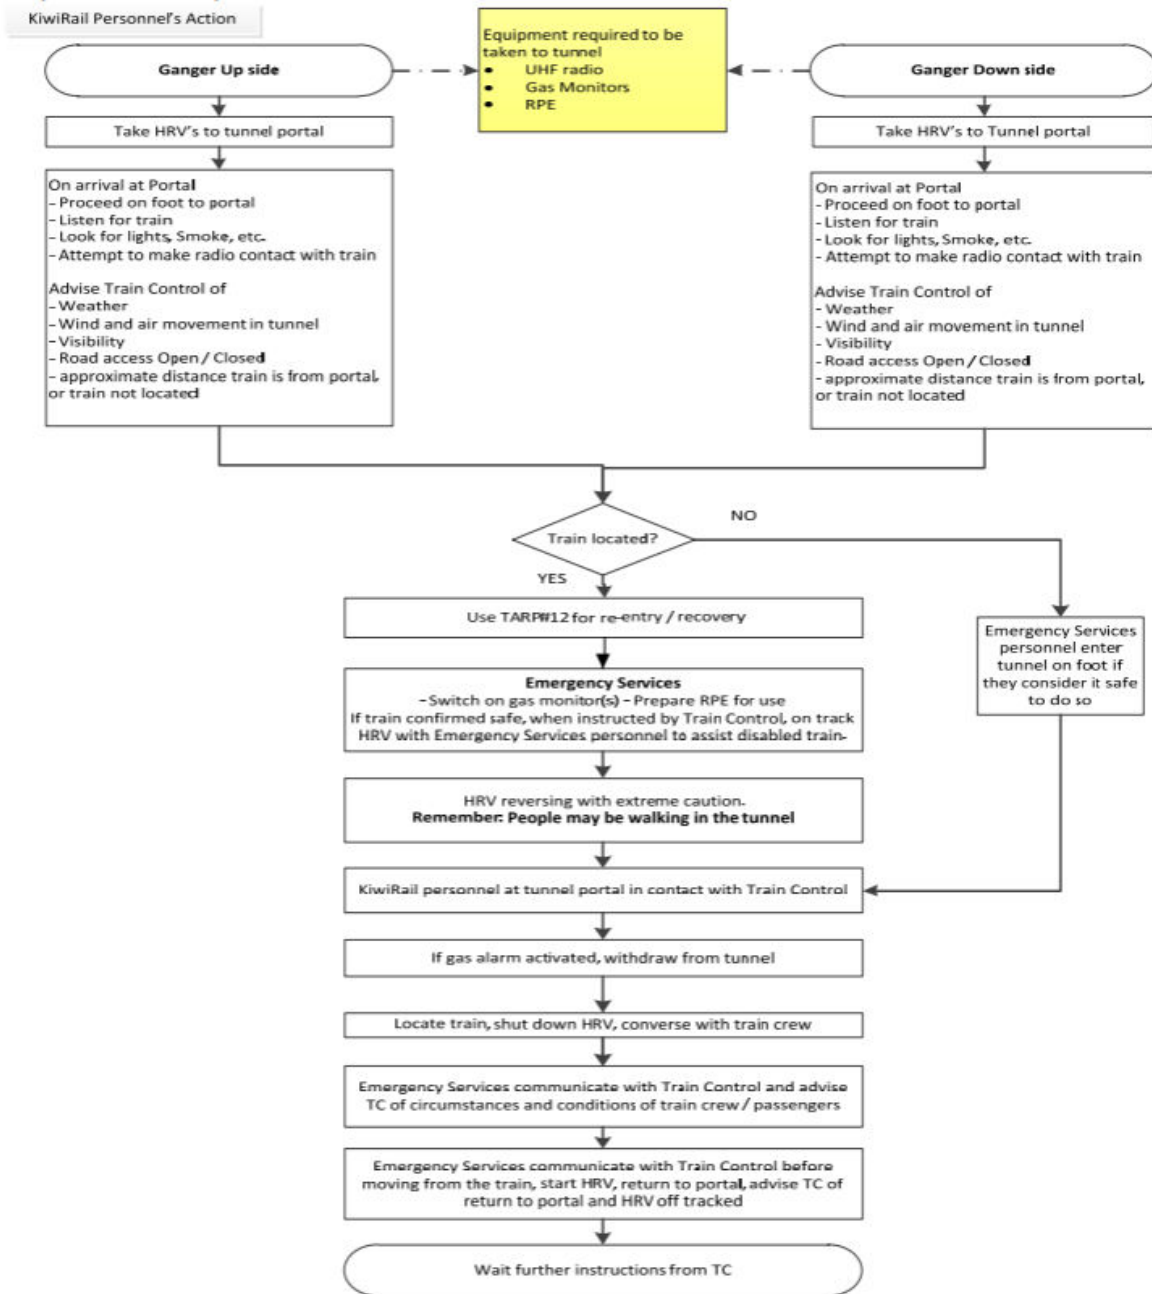 KiwiRail Personnel's Action
Ganger Up side
Equipment required to be
taken to tunnel
• UHF radio
• Gas Monitors
• RPE
Ganger Down side
Take HRV's to tunnel portal
Take HRV's to Tunnel portal
On arrival at Portal
- Proceed on foot to portal
- Listen for train
- Look for lights, Smoke, etc.
- Attempt to make radio contact with train
Advise Train Control of
- Weather
- Wind and air movement in tunnel
- Visibility
- Road access Open / Closed
- approximate distance train is from portal,
or train not located
On arrival at Portal
- Proceed on foot to portal
- Listen for train
- Look for lights, Smoke, etc.
- Attempt to make radio contact with train
Advise Train Control of
- Weather
- Wind and air movement in tunnel
- Visibility
- Road access Open / Closed
- approximate distance train is from portal,
or train not located
Train located?
NO
YES
Use TARP#12 for re-entry / recovery
Emergency Services
personnel enter
tunnel on foot if
they consider it safe
to do so
Emergency Services
- Switch on gas monitor(s) - Prepare RPE for use
If train confirmed safe, when instructed by Train Control, on track
HRV with Emergency Services personnel to assist disabled train.
HRV reversing with extreme caution.
Remember: People may be walking in the tunnel
KiwiRail personnel at tunnel portal in contact with Train Control
If gas alarm activated, withdraw from tunnel
Locate train, shut down HRV, converse with train crew
Emergency Services communicate with Train Control and advise
TC of circumstances and conditions of train crew / passengers
Emergency Services communicate with Train Control before
moving from the train, start HRV, return to portal, advise TC of
return to portal and HRV off tracked
Wait further instructions from TC